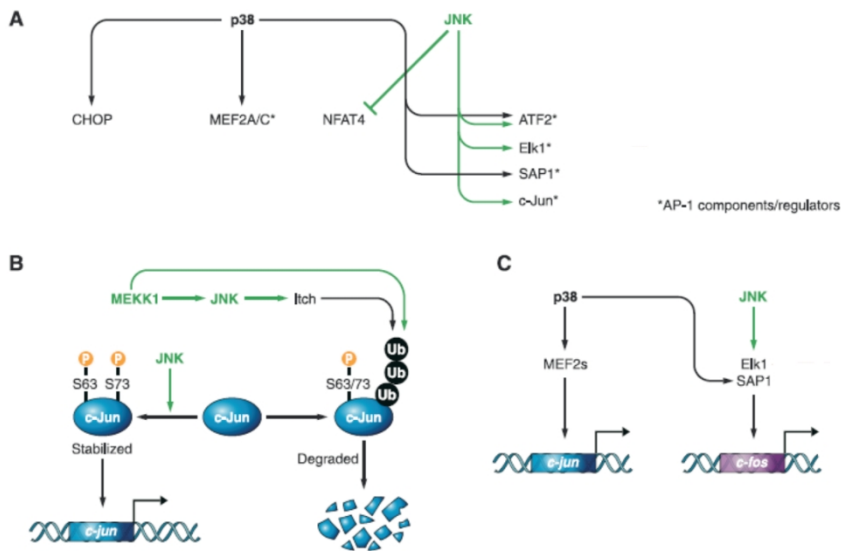 A
p38
JNK
CHOP
MEF2A/C*
NFAT4
ATF2*
Elk1*
SAP1*
c-Jun*
*AP-1 components/regulators
B
MEKK1
JNK
Itch
Ub
Ub
Ub
P
P
JNK
P
S63
S73
S63/73
c-Jun
c-Jun
c-Jun
Stabilized
Degraded
c-jun
C
p38
JNK
MEF2s
Elk1
SAP1
c-jun
c-fos